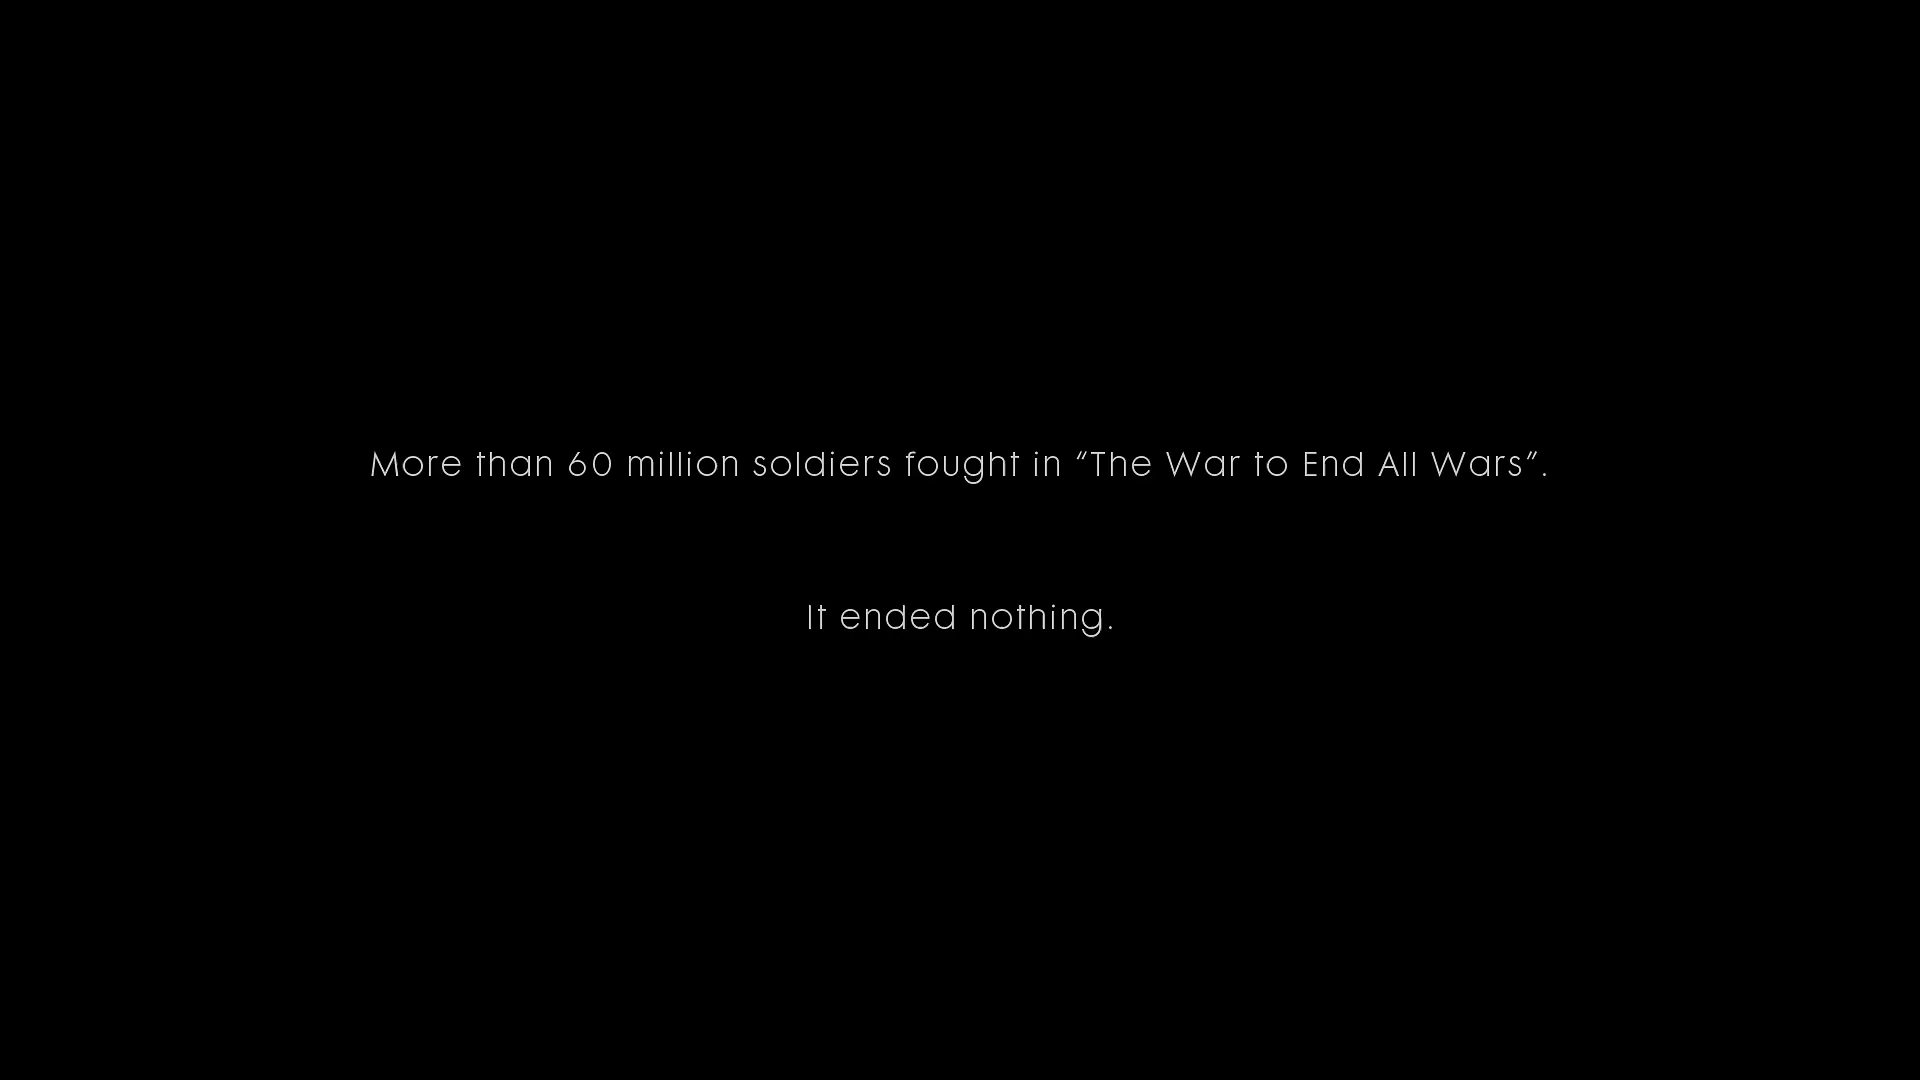 More than 60 million soldiers fought in “The War to End All Wars”.
It ended nothing.